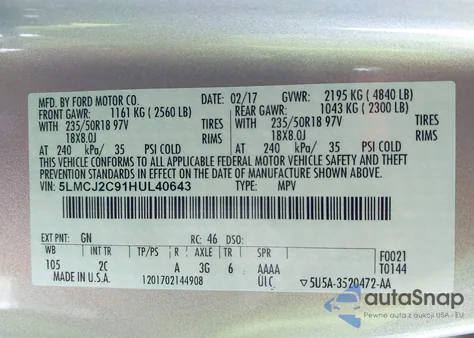 MFD. BY FORD MOTOR CO. DATE: 02/17 GVWR: 2195 KG ( 4840 LB)
FRONT GAWR: 1161 KG ( 2560 LB) REAR GAWR: 1043 KG ( 2300 LB)
WITH 235/50R18 97V TIRES WITH 235/50R18 97V TIRES
18X8.0J 18X8.0J
AT 240 kPa/ 35 PSI COLD AT 240 kPa/ 35 PSI COLD
THIS VEHICLE CONFORMS TO ALL APPLICABLE FEDERAL MOTOR VEHICLE SAFETY AND THEFT PREVENTION
IN EFFECT ON THE DATE OF MANUFACTURE SHOWN ABOVE.
VIN: 5LMCJ2C91HUL40643 TYPE: MPV
EXT PNT: GN RC: 46 DSO:
WB INT TR TP/PS R AXLE TR SPR F0021
105 2C A 3G 6 AAAA T0144
MADE IN U.S.A. 1201702144908 ULC ▽5U5A-3520472-AA
autoSnap
Pewne auta z aukcji USA - EU